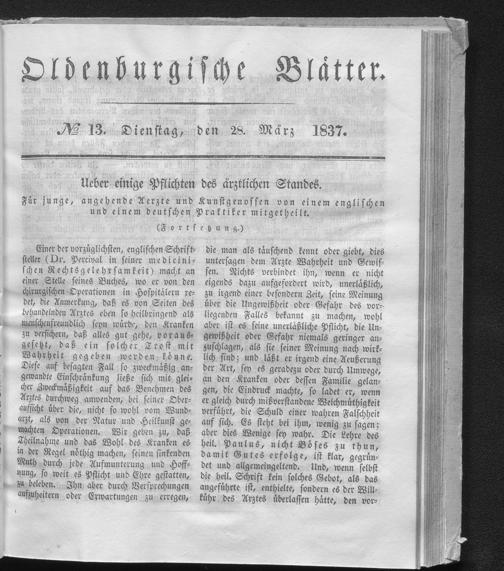 Oldenburgische Blätter.
№ 13. Dienstag, den 28. März 1837.
Ueber einige Pflichten des ärztlichen Standes.
Für junge, angehende Aerzte und Kunstgenossen von einem englischen
und einem deutschen Praktiker mitgetheilt.
(Fortsetzung.)
Einer der vorzüglichsten, englischen Schrift-
steller (Dr. Percival in seiner medicini-
schen Rechtsgelehrsamkeit) macht an
einer Stelle seines Buches, wo er von den
chirurgischen Operationen in Hospitälern re-
det, die Anmerkung, daß es von Seiten des
behandelnden Arztes eben so heilbringend als
menschenfreundlich seyn würde, den Kranken
zu versichern, daß alles gut gehe, voraus-
gesetzt, daß ein solcher Trost mit
Wahrheit gegeben werden könne.
Diese auf besagten Fall so zweckmäßig an-
gewandte Einschränkung ließe sich mit glei-
cher Zweckmäßigkeit auf das Benehmen des
Arztes durchweg anwenden, bei seiner Ober-
aufsicht über die, nicht so wohl vom Wund-
arzt, als von der Natur und Heilkunst ge-
machten Operationen. Wir geben zu, daß
Theilnahme und das Wohl des Kranken es
in der Regel nöthig machen, seinen sinkenden
Muth durch jede Aufmunterung und Hoff-
nung, so weit es Pflicht und Ehre gestatten,
zu beleben. Ihn aber durch Versprechungen
aufzuheitern oder Erwartungen zu erregen,
die man als täuschend kennt oder giebt, dies
untersagen dem Arzte Wahrheit und Gewis-
sen. Nichts verbindet ihn, wenn er nicht
eigends dazu aufgefordert wird, unerläßlich,
zu irgend einer besondern Zeit, seine Meinung
über die Ungewißheit oder Gefahr des vor-
liegenden Falles bekannt zu machen, wohl
aber ist es seine unerläßliche Pflicht, die Un-
gewißheit oder Gefahr niemals geringer an-
zuschlagen, als sie seiner Meinung nach wirk-
lich sind; und läßt er irgend eine Aeußerung
der Art, sey es geradezu oder durch Umwege,
an den Kranken oder dessen Familie gelan-
gen, die Eindruck machte, so ladet er, wenn
er gleich durch mißverstandene Weichmüthigkeit
verführt, die Schuld einer wahren Falschheit
auf sich. Es steht bei ihm, wenig zu sagen;
aber dies Wenige sey wahr. Die Lehre des
heil. Paulus, nicht Böses zu thun,
damit Gutes erfolge, ist klar, gegrün-
det und allgemeingeltend. Und, wenn selbst
die heil. Schrift kein solches Gebot, als das
angeführte ist, enthielte, sondern es der Will-
kühr des Arztes überlassen hätte, den vor-